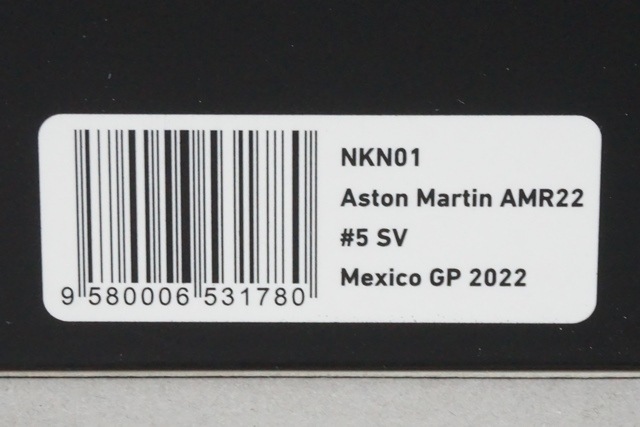 NKN01
Aston Martin AMR22
#5 SV
Mexico GP 2022
9 580006 531780